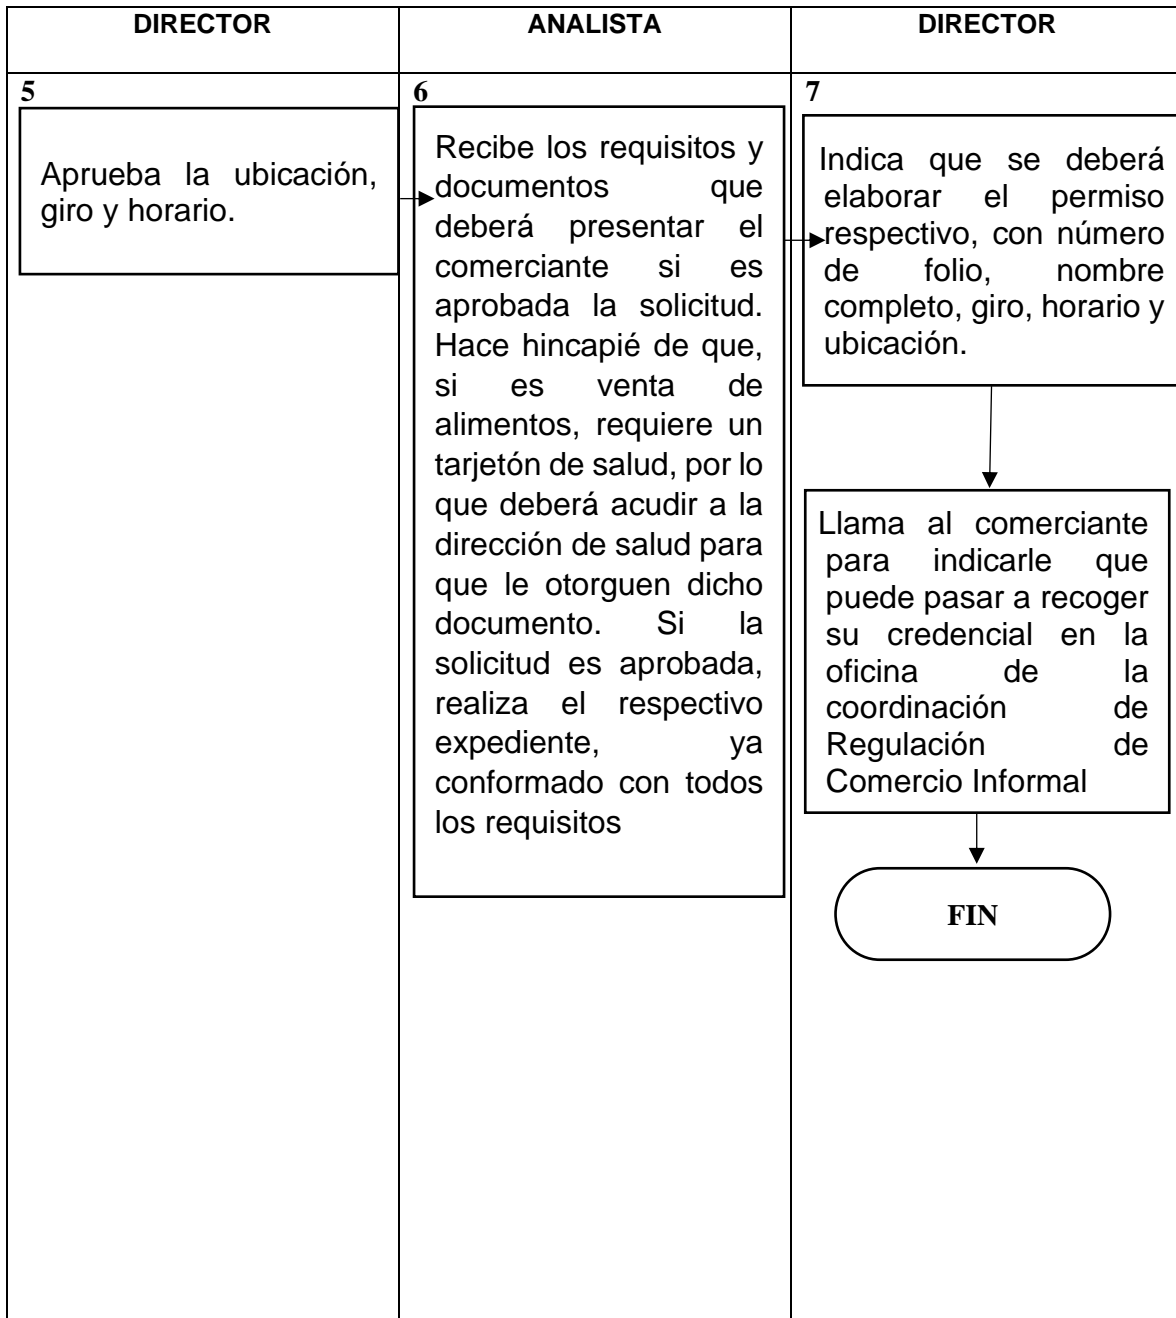 DIRECTOR
ANALISTA
DIRECTOR
5
Aprueba la ubicación,
giro y horario.
6
Recibe los requisitos y
documentos que
deberá presentar el
comerciante si es
aprobada la solicitud.
Hace hincapié de que,
si es venta de
alimentos, requiere un
tarjetón de salud, por lo
que deberá acudir a la
dirección de salud para
que le otorguen dicho
documento. Si la
solicitud es aprobada,
realiza el respectivo
expediente, ya
conformado con todos
los requisitos
7
Indica que se deberá
elaborar el permiso
respectivo, con número
de folio, nombre
completo, giro, horario y
ubicación.
Llama al comerciante
para indicarle que
puede pasar a recoger
su credencial en la
oficina de la
coordinación de
Regulación de
Comercio Informal
FIN